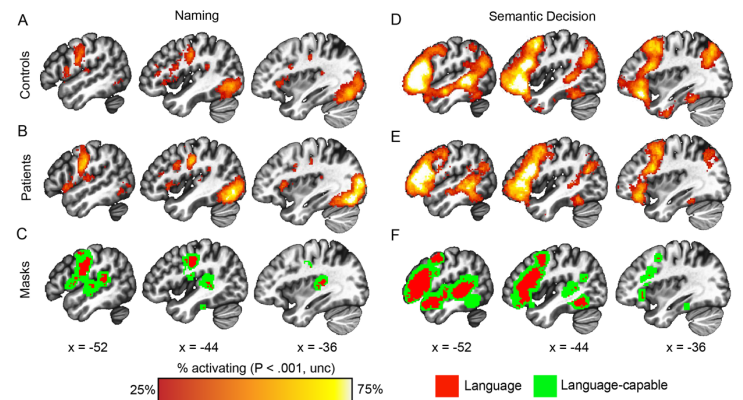 Naming
Semantic Decision
A
Controls
D
B
Patients
E
C
Masks
F
x = -52
x = -44
x = -36
x = -52
x = -44
x = -36
% activating (P < .001, unc)
25%
75%
Language
Language-capable